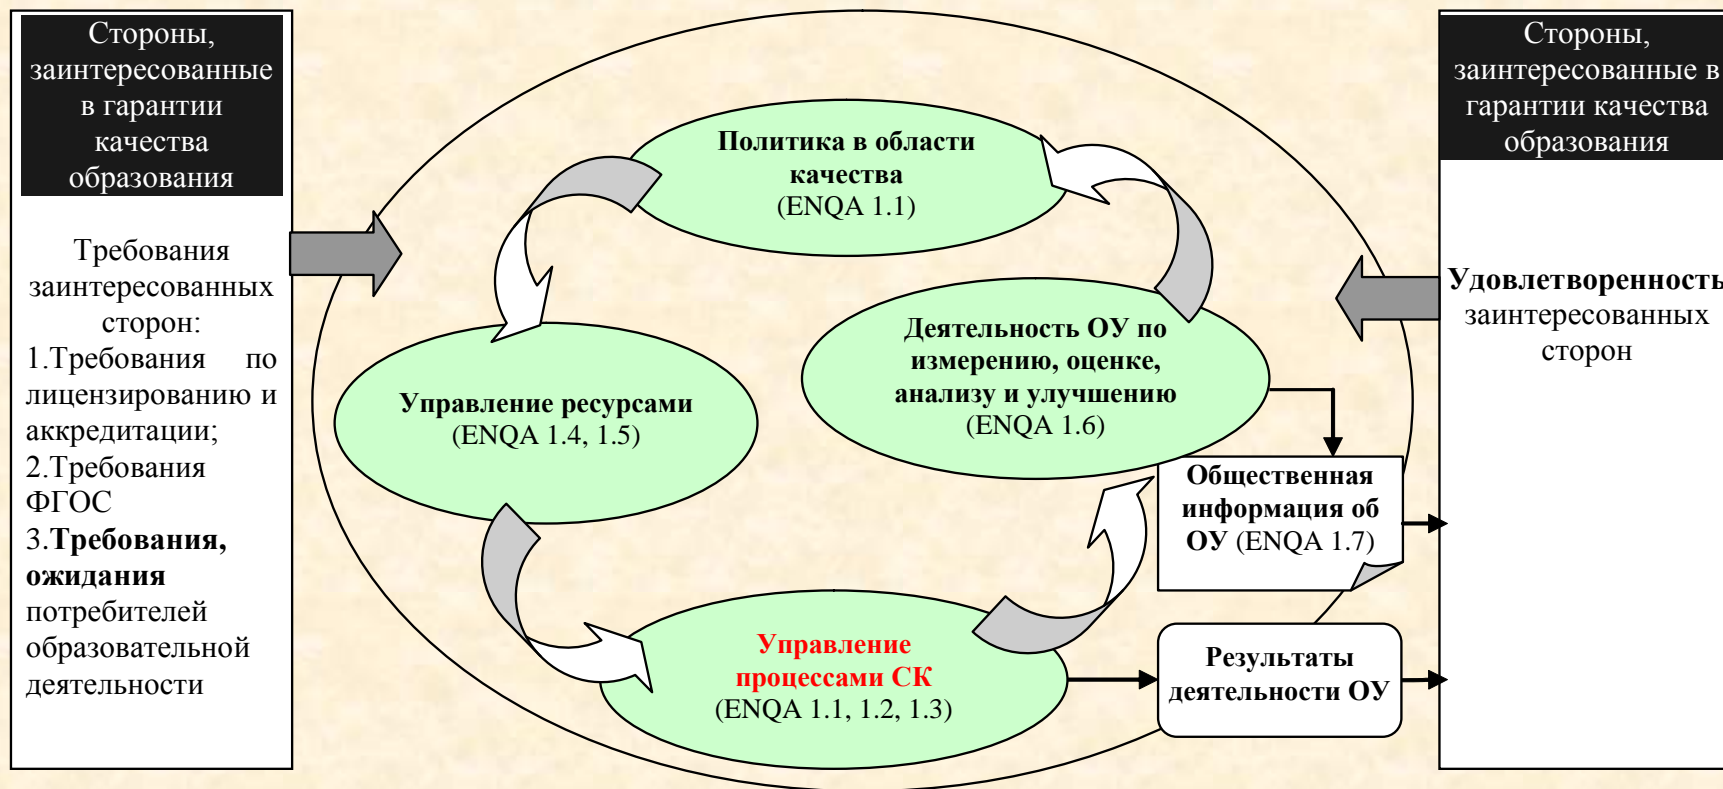 Стороны,
заинтересованные
в гарантии
качества
образования
Требования
заинтересованных
сторон:
1.Требования по
лицензированию и
аккредитации;
2.Требования
ФГОС
3.Требования,
ожидания
потребителей
образовательной
деятельности
Политика в области
качества
(ENQA 1.1)
Управление ресурсами
(ENQA 1.4, 1.5)
Деятельность ОУ по
измерению, оценке,
анализу и улучшению
(ENQA 1.6)
Общественная
информация об
ОУ (ENQA 1.7)
Управление
процессами СК
(ENQA 1.1, 1.2, 1.3)
Результаты
деятельности ОУ
Стороны,
заинтересованные в
гарантии качества
образования
Удовлетворенность
заинтересованных
сторон